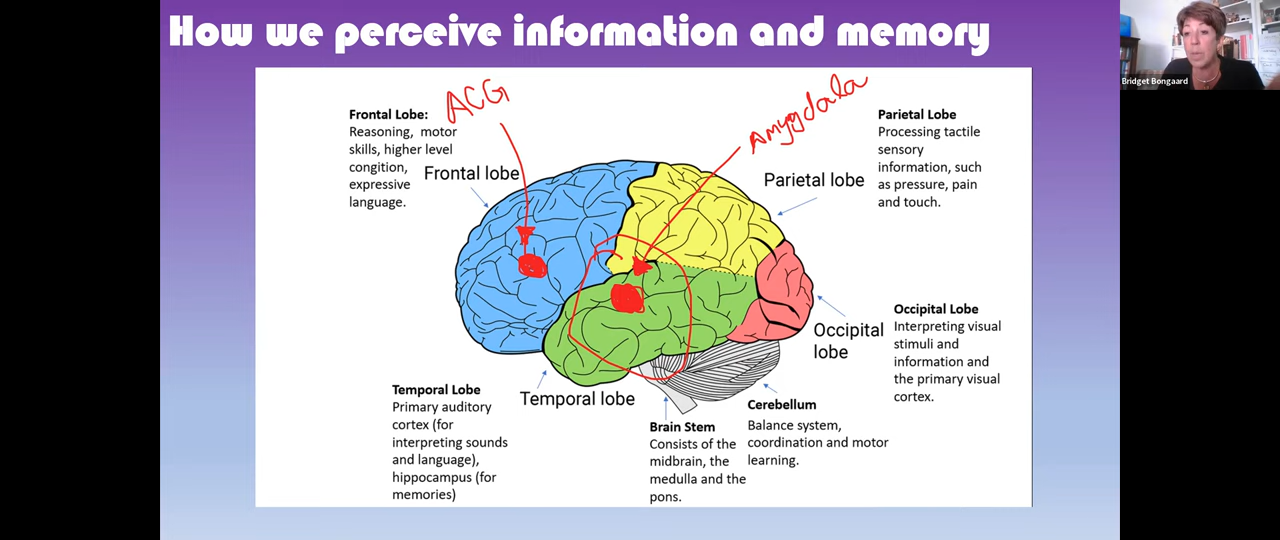 How we perceive information and memory
Bridget Bongaard
ACG
Amygdala
Frontal Lobe:
Reasoning, motor
skills, higher level
congition,
expressive
language.
Frontal lobe
Parietal lobe
Parietal Lobe
Processing tactile
sensory
information, such
as pressure, pain
and touch.
Occipital
lobe
Occipital Lobe
Interpreting visual
stimuli and
information and
the primary visual
cortex.
Temporal Lobe
Primary auditory
cortex (for
interpreting sounds
and language),
hippocampus (for
memories)
Temporal lobe
Brain Stem
Consists of the
midbrain, the
medulla and the
pons.
Cerebellum
Balance system,
coordination and motor
learning.